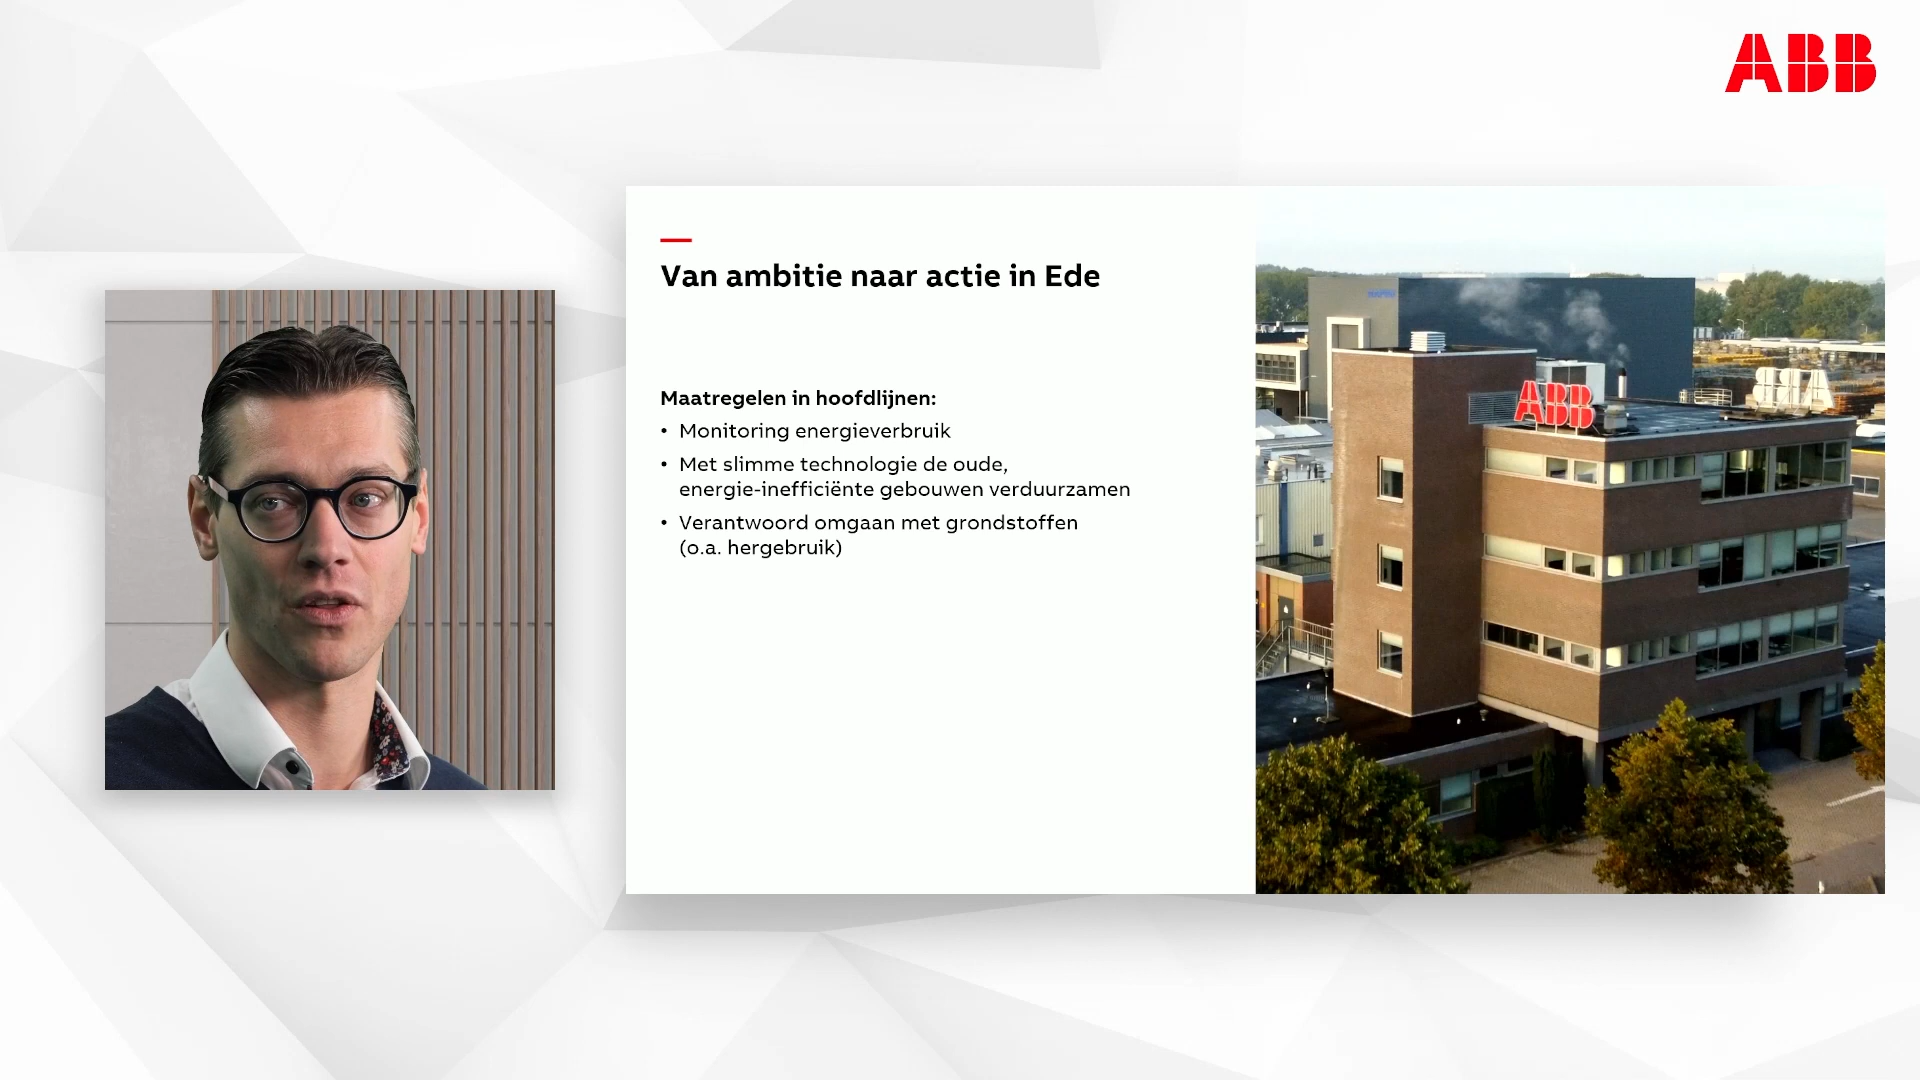 ABB
Van ambitie naar actie in Ede
Maatregelen in hoofdlijnen:
• Monitoring energieverbruik
• Met slimme technologie de oude,
energie-inefficiënte gebouwen verduurzamen
• Verantwoord omgaan met grondstoffen
(o.a. hergebruik)
ABB
ABB